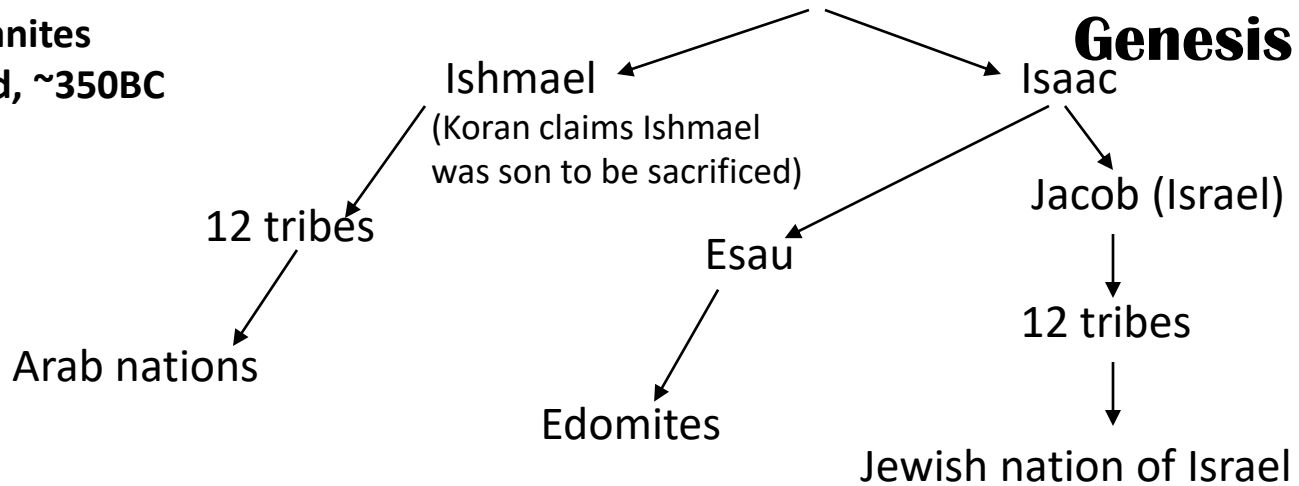 Genesis
d, ~350BC
Ishmael
Isaac
(Koran claims Ishmael
was son to be sacrificed)
Jacob (Israel)
12 tribes
Esau
12 tribes
Arab nations
Edomites
Jewish nation of Israel